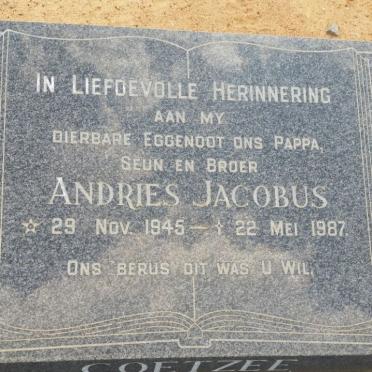 IN LIEFDEVOLLE HERINNERING
AAN MY
DIERBARE EGGENOOT ONS PAPPA,
SEUN EN BROER
ANDRIES JACOBUS
☆ 29 NOV. 1945 — † 22 MEI 1987.
ONS BERUS DIT WAS U WIL.
COETZEE